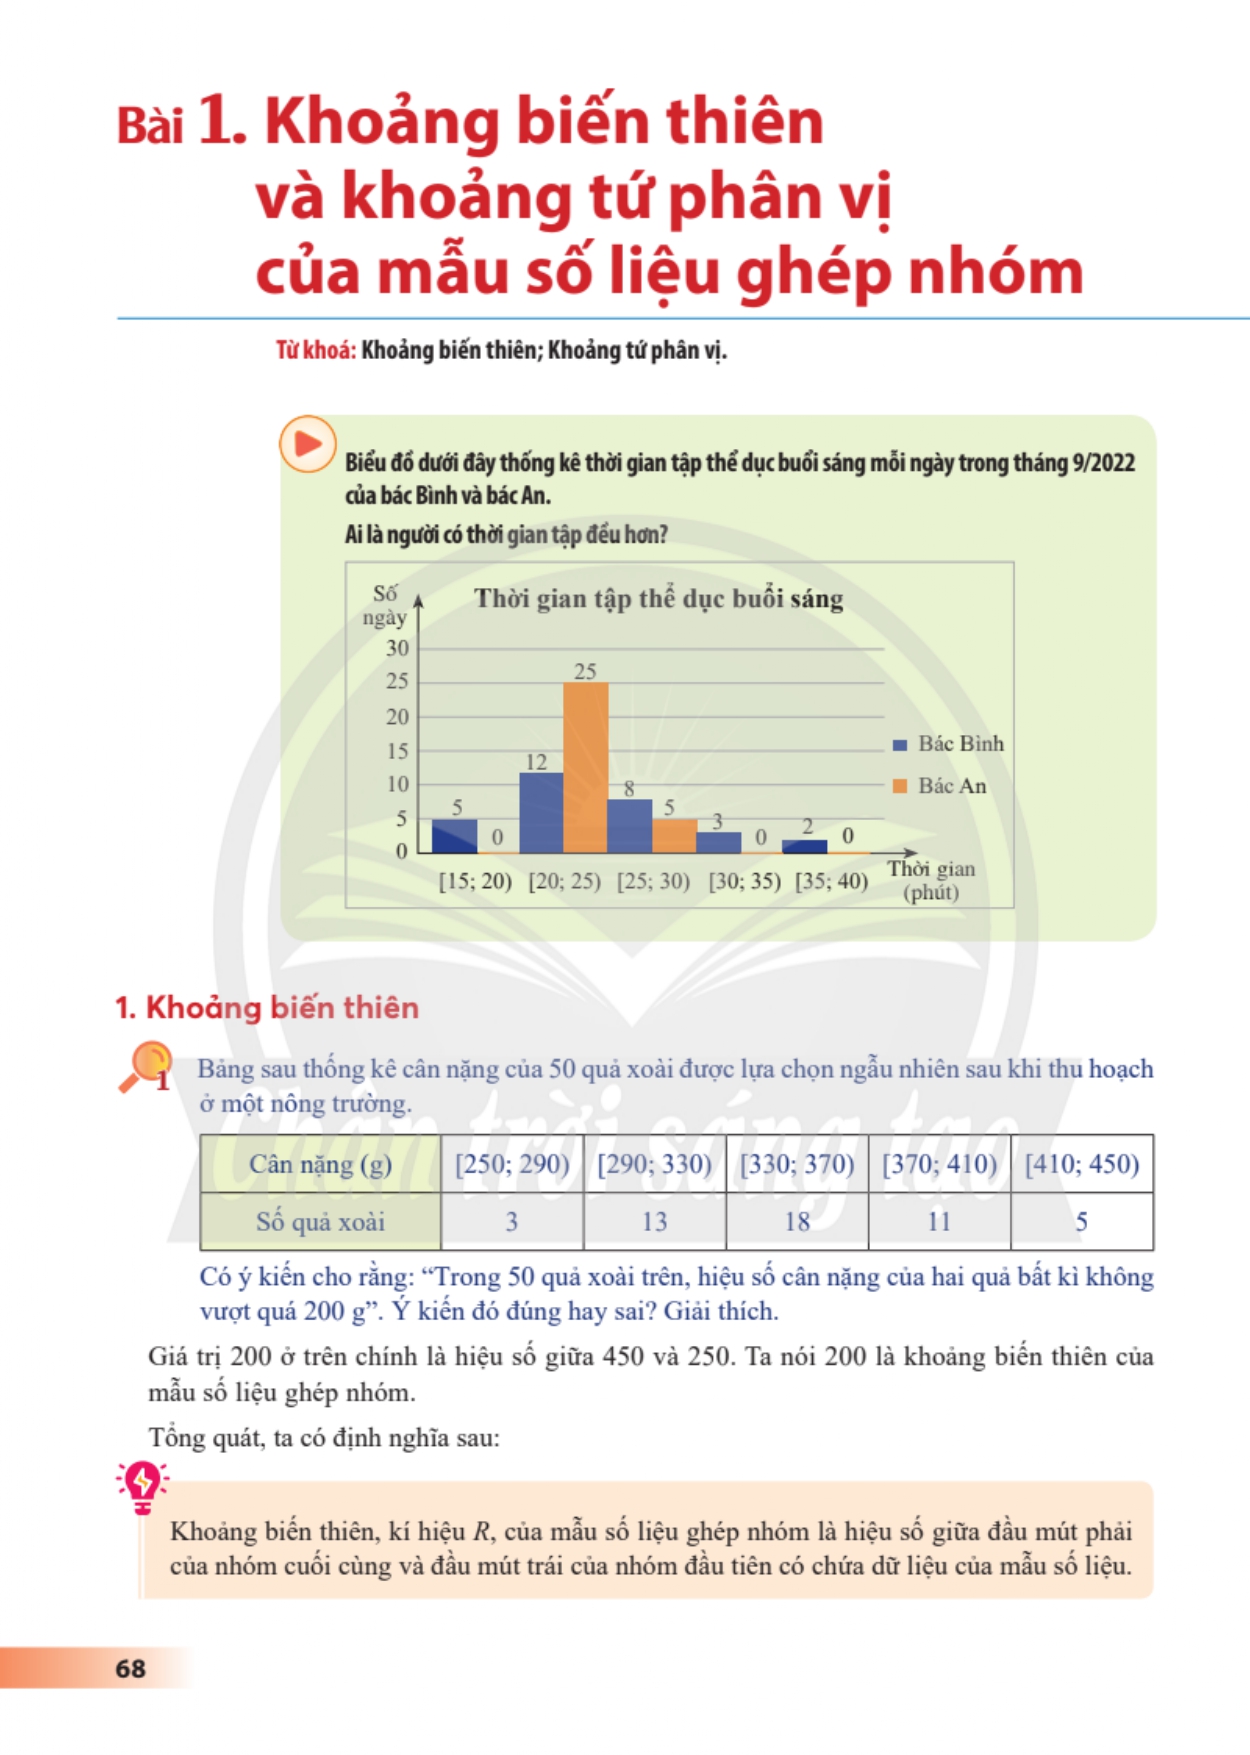 Bài 1. Khoảng biến thiên
và khoảng tứ phân vị
của mẫu số liệu ghép nhóm
Từ khoá: Khoảng biến thiên; Khoảng tứ phân vị.
Biểu đồ dưới đây thống kê thời gian tập thể dục buổi sáng mỗi ngày trong tháng 9/2022
của bác Bình và bác An.
Ai là người có thời gian tập đều hơn?
Số
ngày
Thời gian tập thể dục buổi sáng
30
25
20
15
10
5
0
5 0 12 25 8 5 3 0 2 0
Bác Bình
Bác An
[15; 20) [20; 25) [25; 30) [30; 35) [35; 40)
Thời gian
(phút)
1. Khoảng biến thiên
1
Bảng sau thống kê cân nặng của 50 quả xoài được lựa chọn ngẫu nhiên sau khi thu hoạch
ở một nông trường.
Cân nặng (g) [250; 290) [290; 330) [330; 370) [370; 410) [410; 450)
Số quả xoài 3 13 18 11 5
Chân trời sáng tạo
Có ý kiến cho rằng: “Trong 50 quả xoài trên, hiệu số cân nặng của hai quả bất kì không
vượt quá 200 g”. Ý kiến đó đúng hay sai? Giải thích.
Giá trị 200 ở trên chính là hiệu số giữa 450 và 250. Ta nói 200 là khoảng biến thiên của
mẫu số liệu ghép nhóm.
Tổng quát, ta có định nghĩa sau:
Khoảng biến thiên, kí hiệu R, của mẫu số liệu ghép nhóm là hiệu số giữa đầu mút phải
của nhóm cuối cùng và đầu mút trái của nhóm đầu tiên có chứa dữ liệu của mẫu số liệu.
68